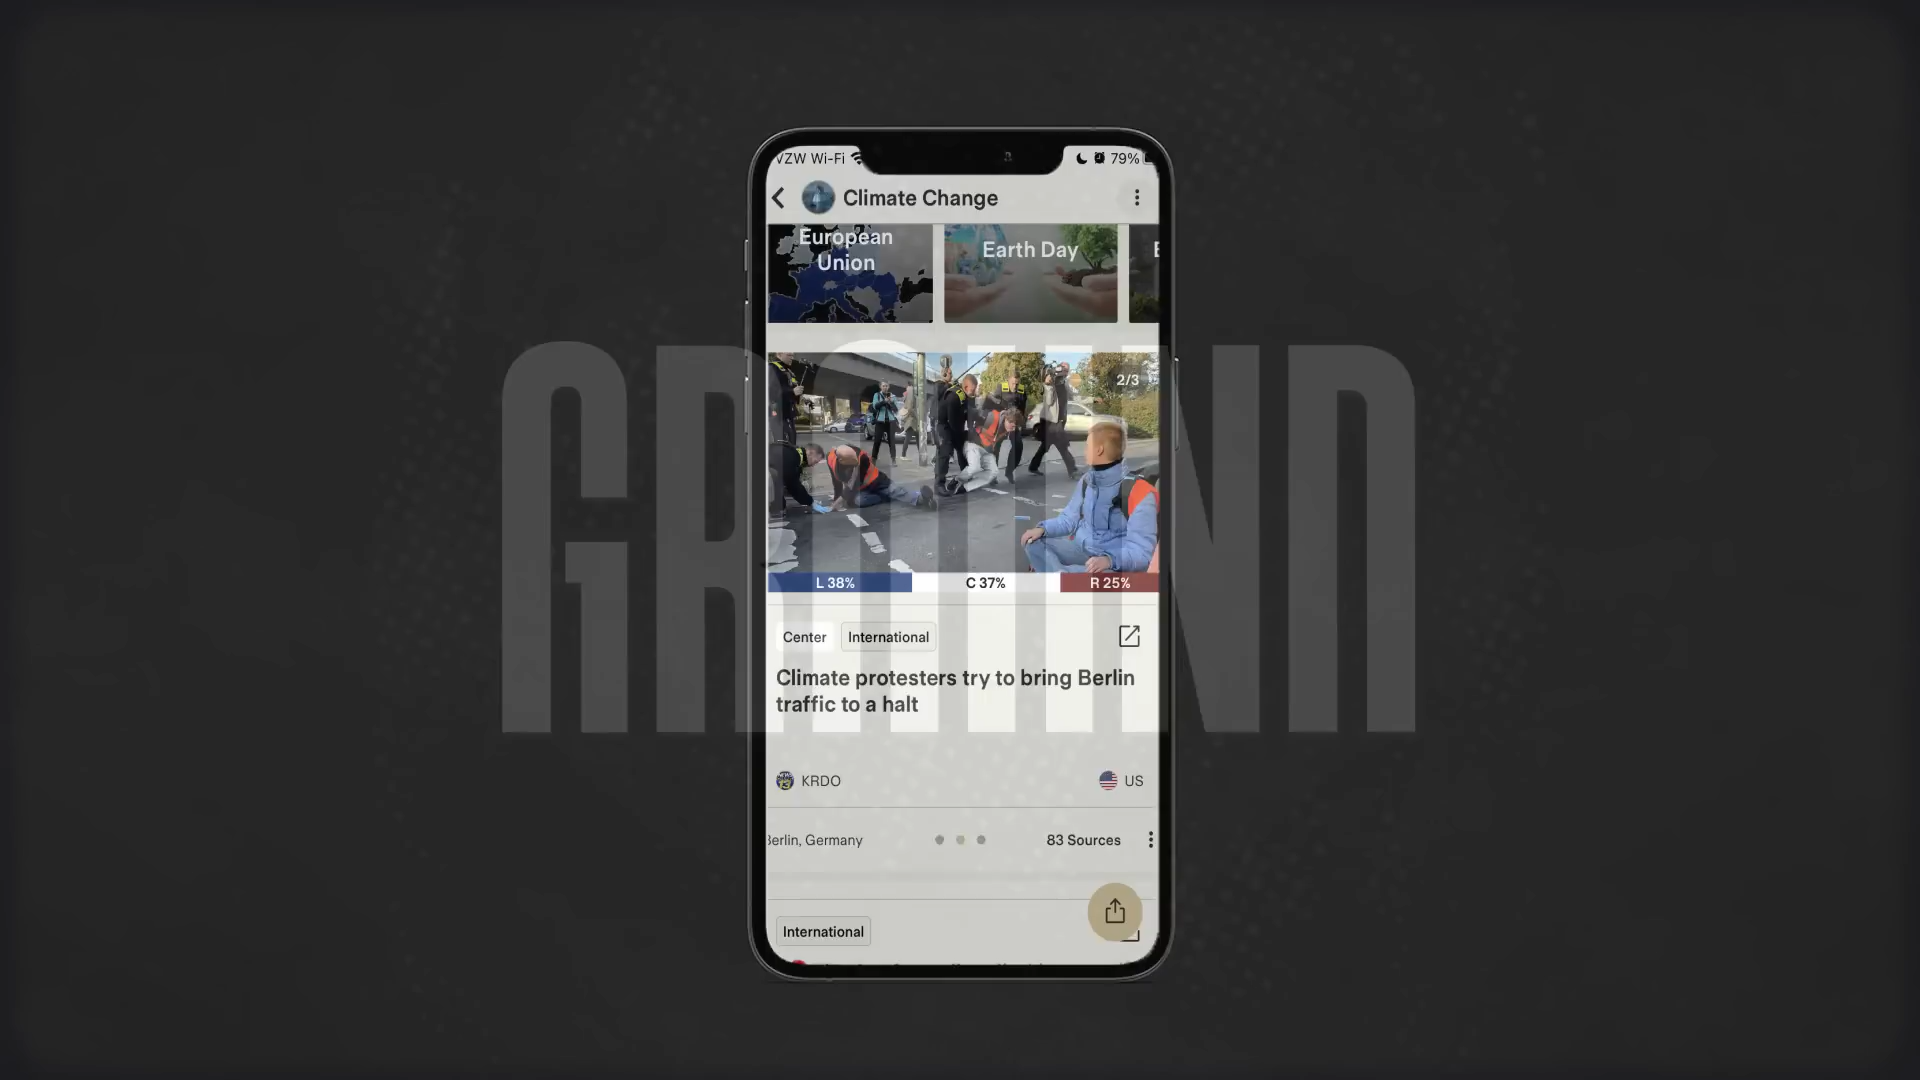 VZW Wi-Fi
79%
Climate Change
European
Union
Earth Day
2/3
GROUND
L 38%
C 37%
R 25%
Center
International
Climate protesters try to bring Berlin
traffic to a halt
KRDO
US
Berlin, Germany
83 Sources
International